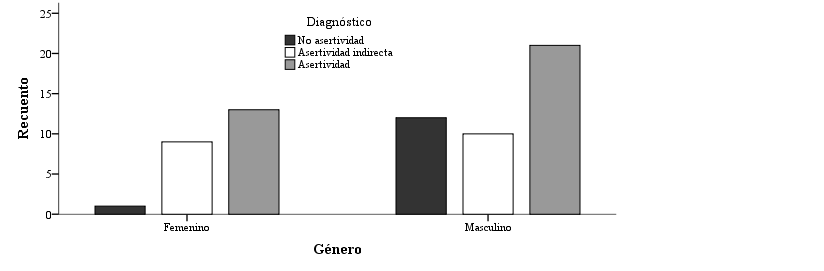 Diagnóstico
No asertividad
Asertividad indirecta
Asertividad
Recuento
25
20
15
10
5
0
Femenino
Masculino
Género